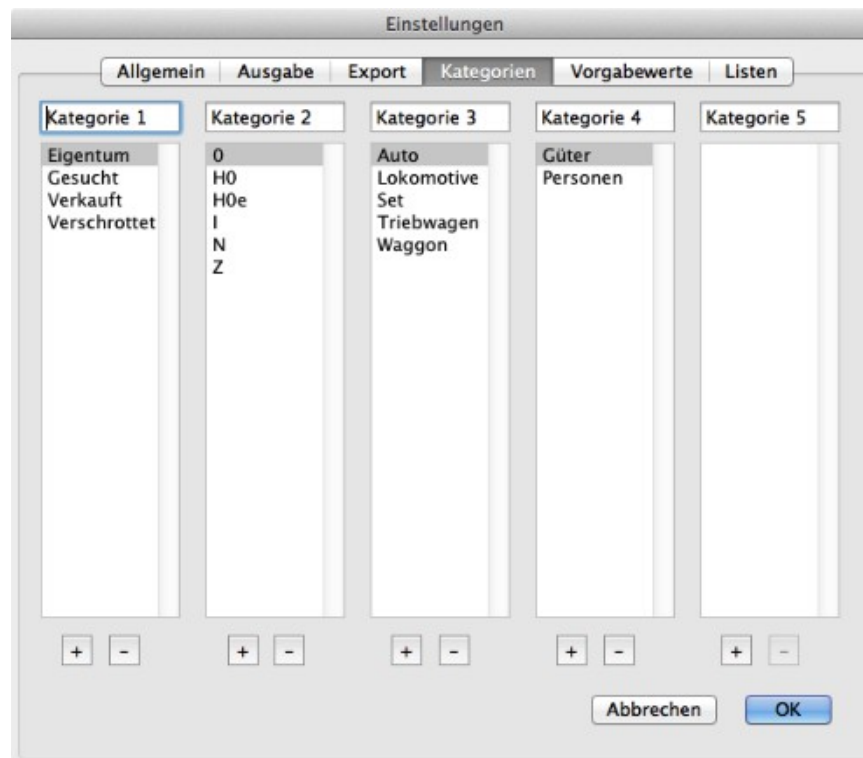 Einstellungen
Allgemein Ausgabe Export Kategorien Vorgabewerte Listen
Kategorie 1 Kategorie 2 Kategorie 3 Kategorie 4 Kategorie 5
Eigentum
Gesucht
Verkauft
Verschrottet
0
H0
H0e
I
N
Z
Auto
Lokomotive
Set
Triebwagen
Waggon
Güter
Personen
+ - + - + - + - + -
Abbrechen OK